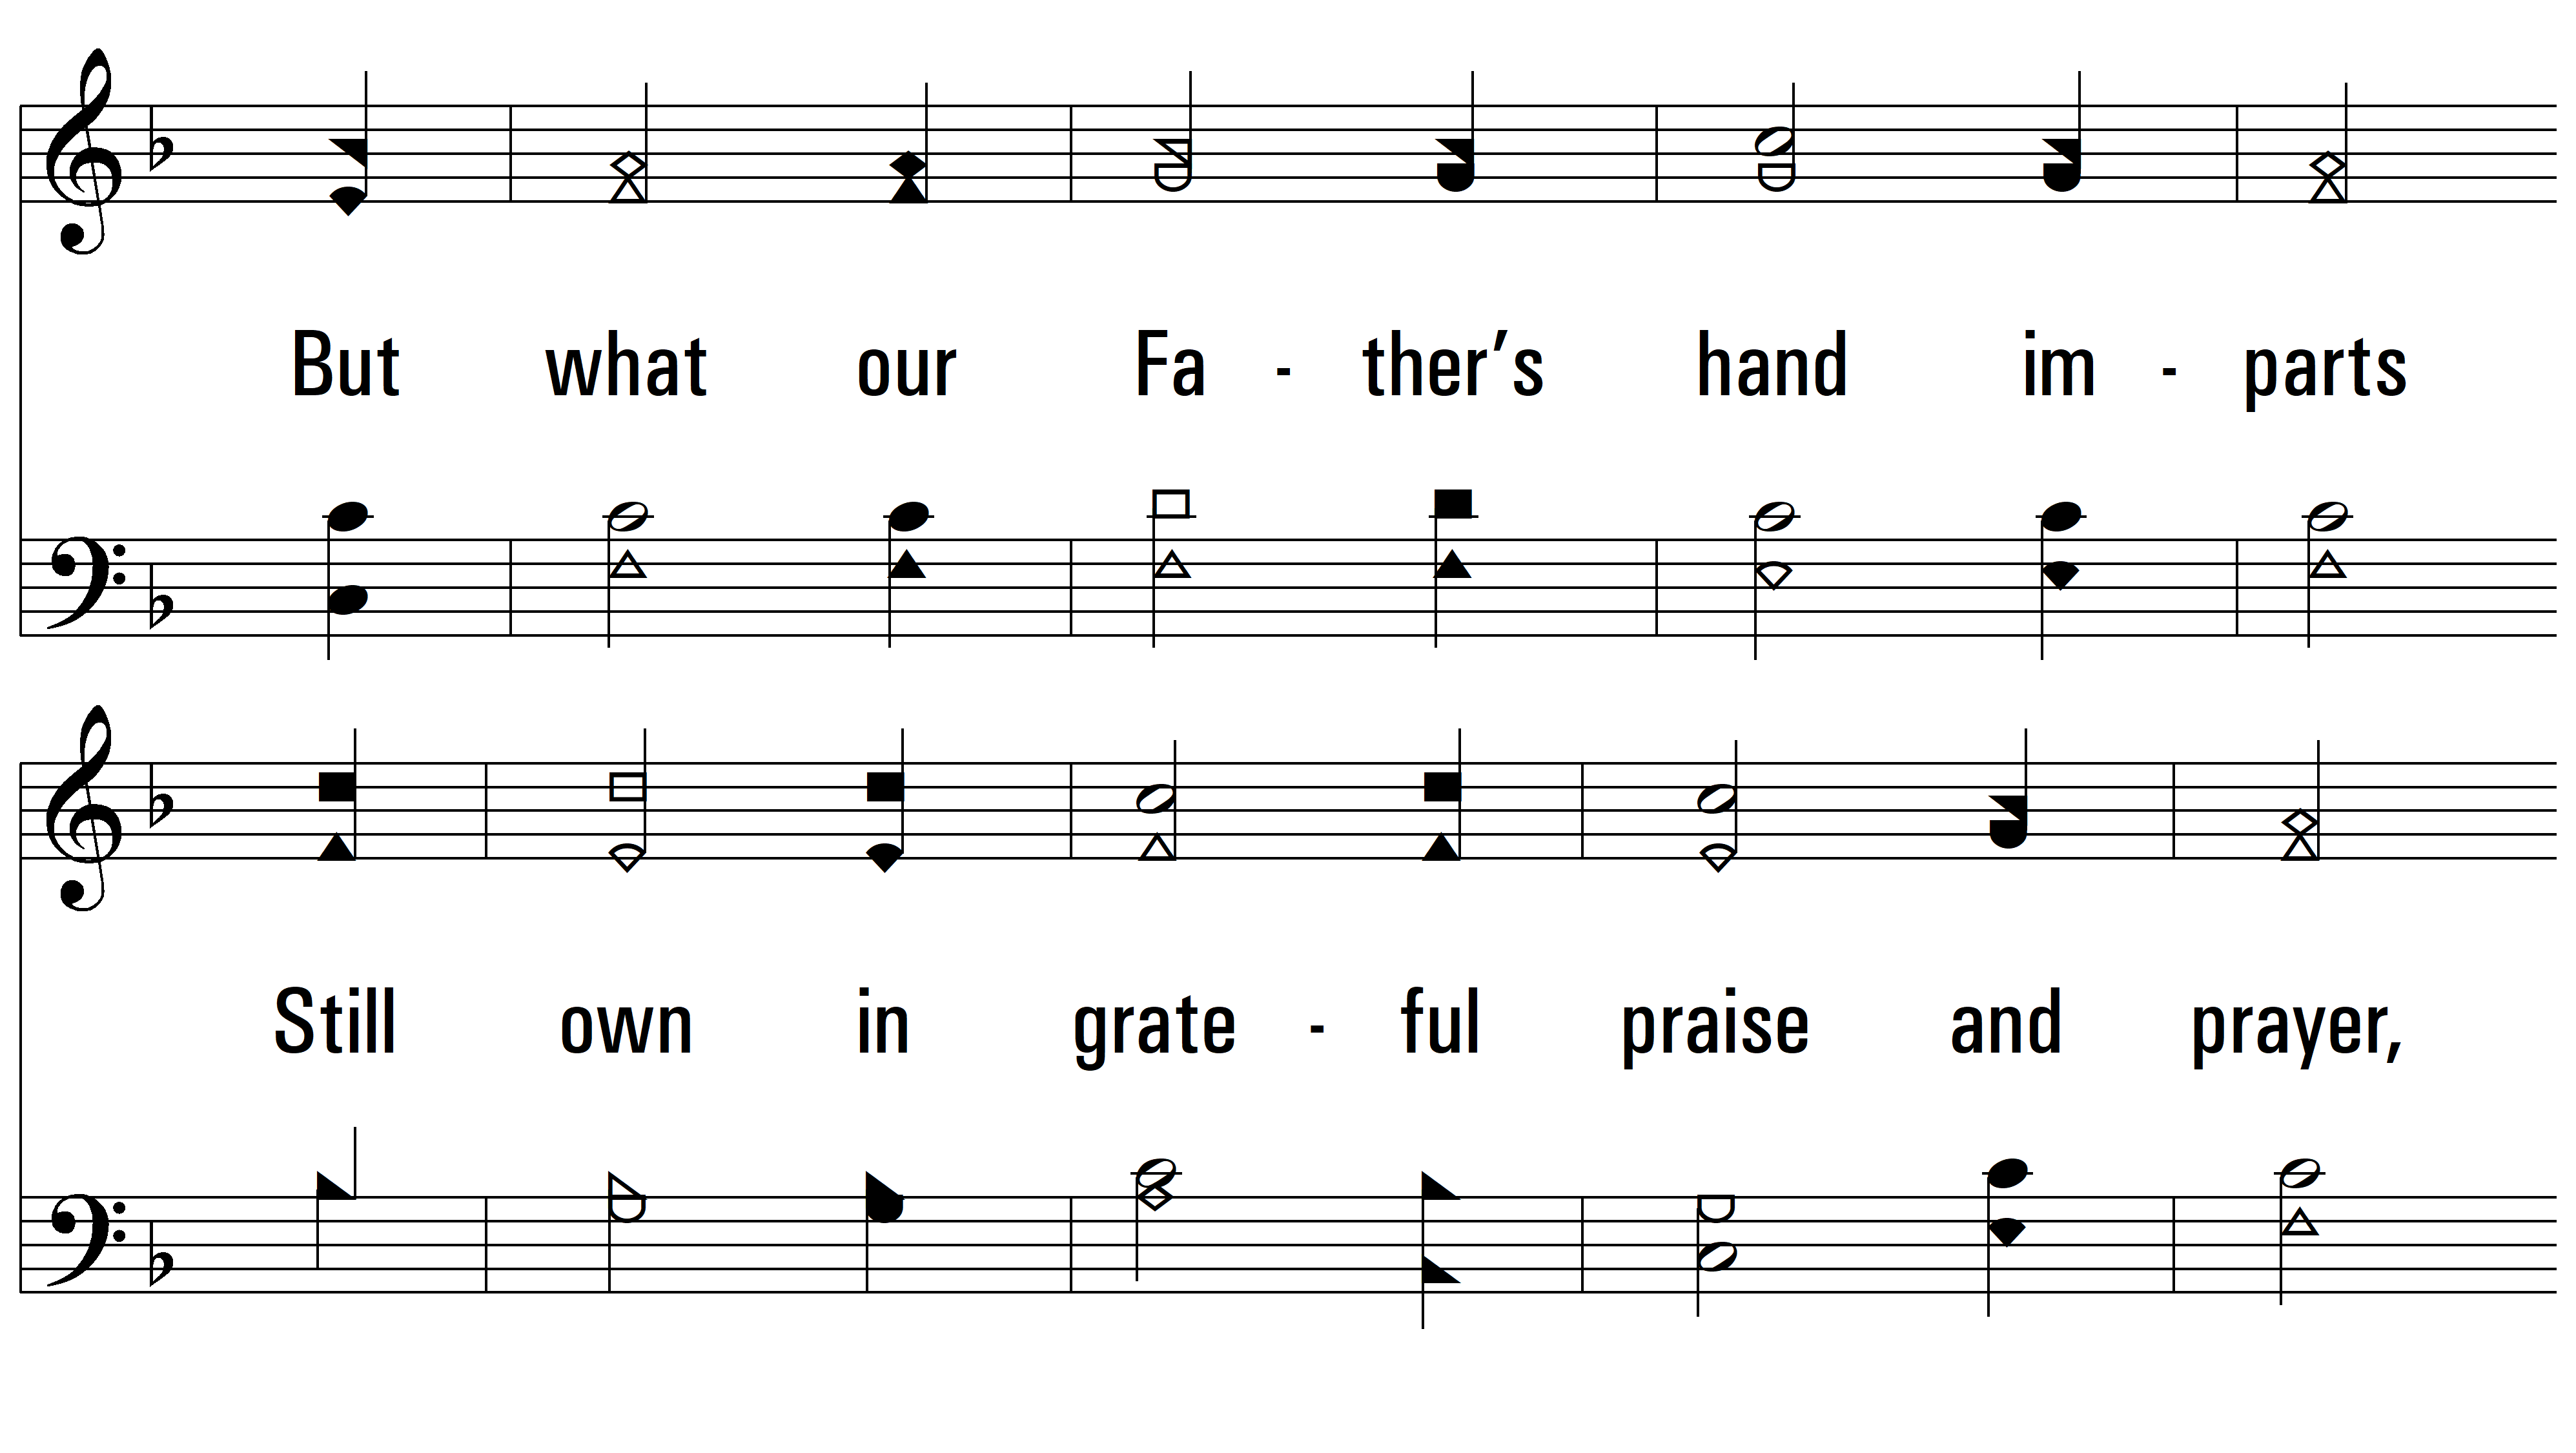 But what our Fa - ther’s hand im - parts
Still own in grate - ful praise and prayer,